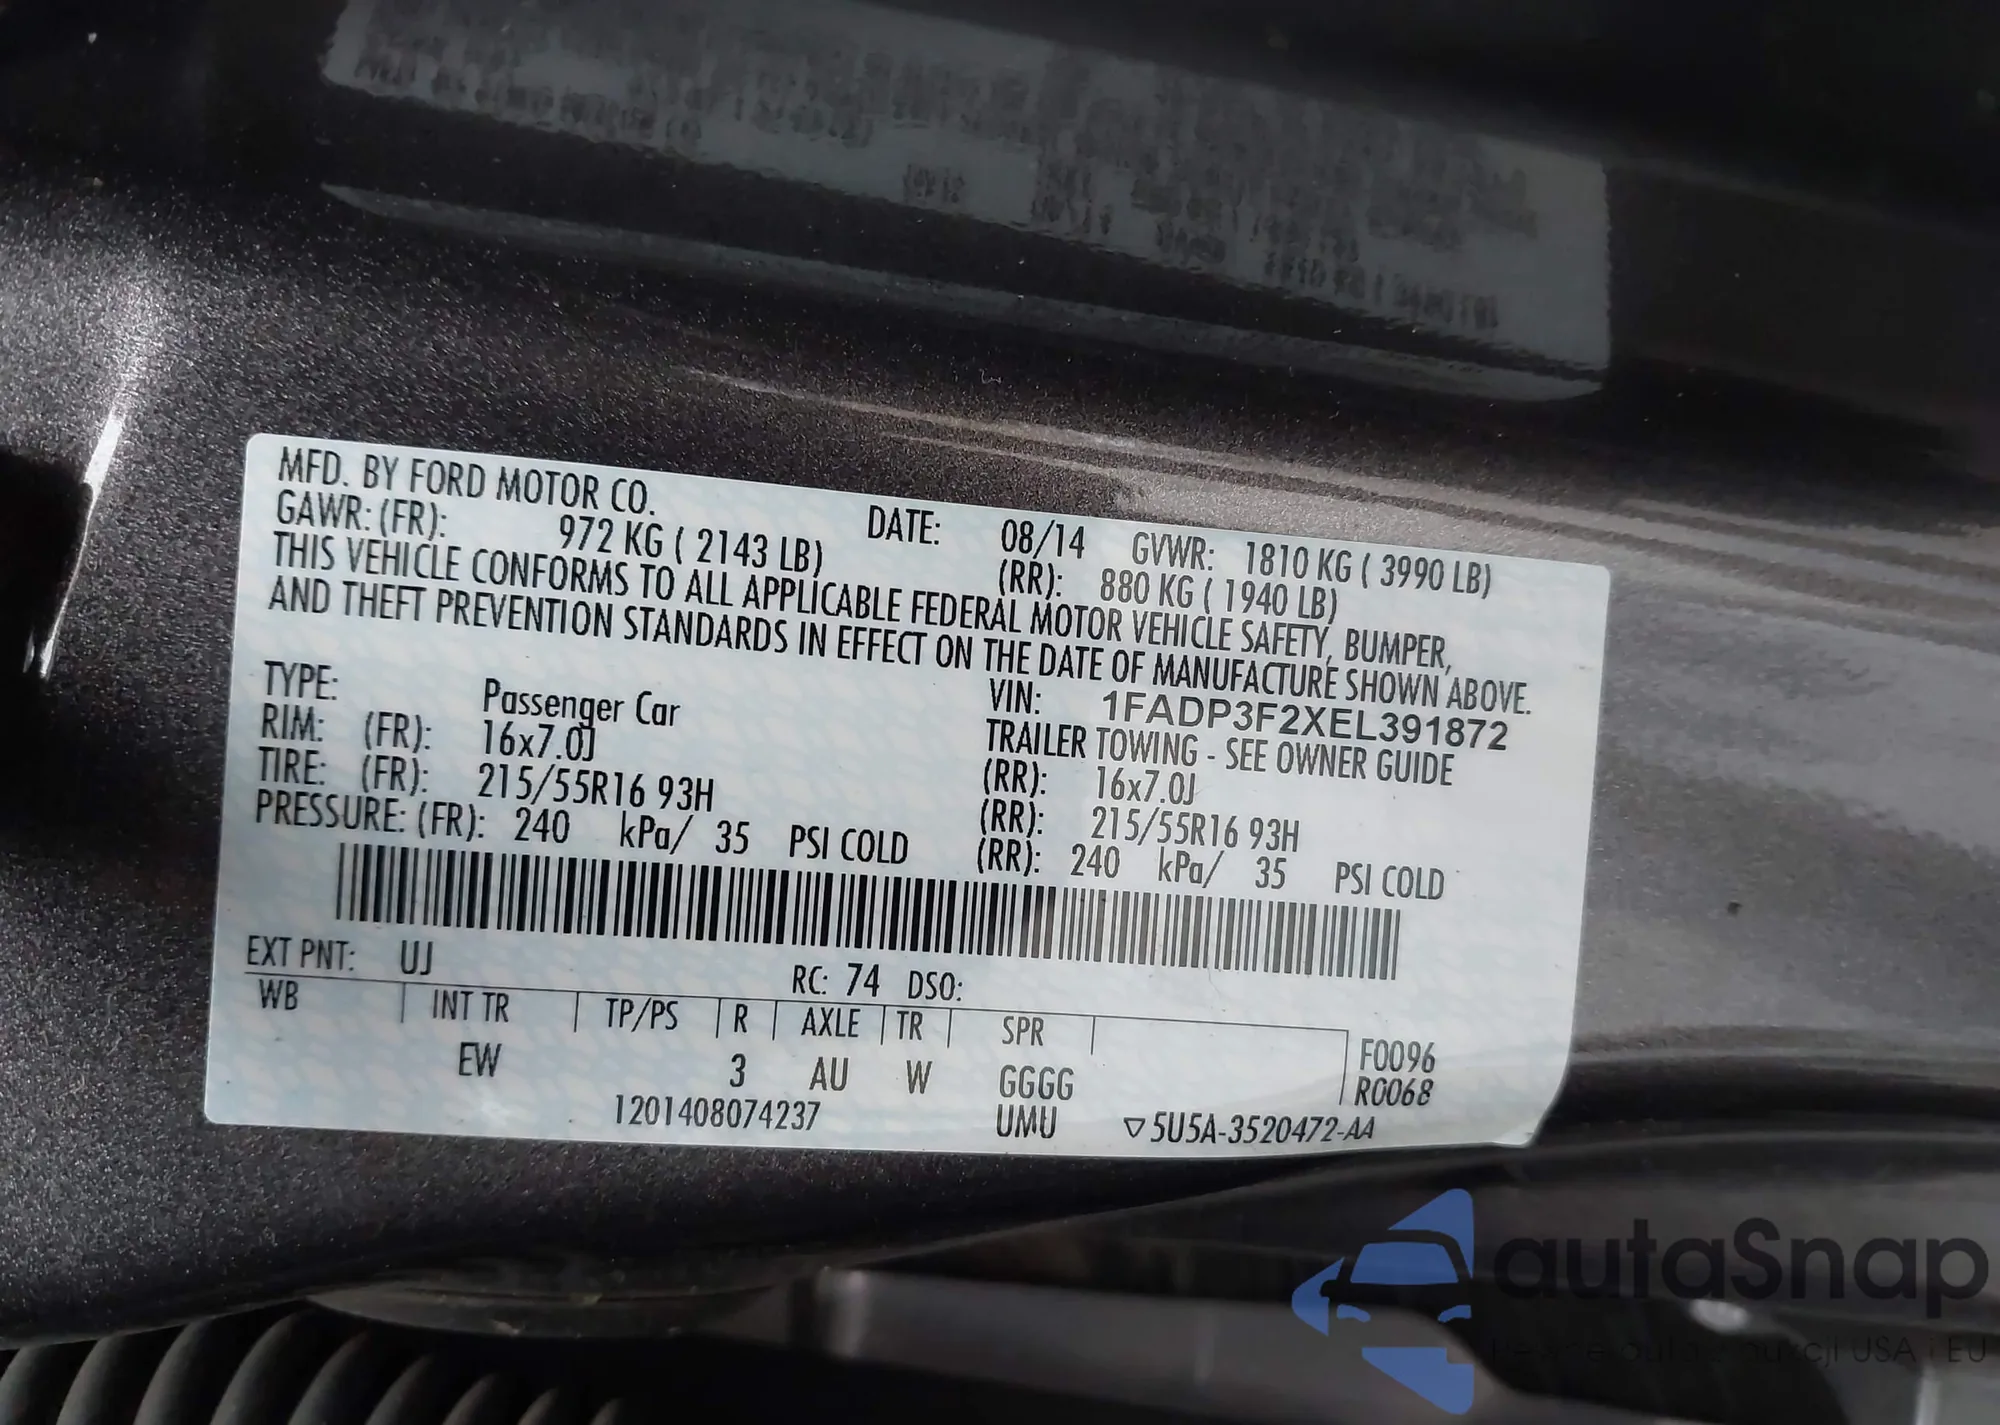 MFD. BY FORD MOTOR CO. DATE: 08/14 GVWR: 1810 KG ( 3990 LB)
GAWR: (FR): 972 KG ( 2143 LB) (RR): 880 KG ( 1940 LB)
THIS VEHICLE CONFORMS TO ALL APPLICABLE FEDERAL MOTOR VEHICLE SAFETY, BUMPER,
AND THEFT PREVENTION STANDARDS IN EFFECT ON THE DATE OF MANUFACTURE SHOWN ABOVE.
VIN: 1FADP3F2XEL391872
TYPE: Passenger Car TRAILER TOWING - SEE OWNER GUIDE
RIM: (FR): 16x7.0J (RR): 16x7.0J
TIRE: (FR): 215/55R16 93H (RR): 215/55R16 93H
PRESSURE: (FR): 240 kPa/ 35 PSI COLD (RR): 240 kPa/ 35 PSI COLD
EXT PNT: UJ RC: 74 DSO:
WB INT TR TP/PS R AXLE TR SPR F0096
EW 3 AU W GGGG R0068
1201408074237 UMU ▽5U5A-3520472-AA
autaSnap
USA i EU